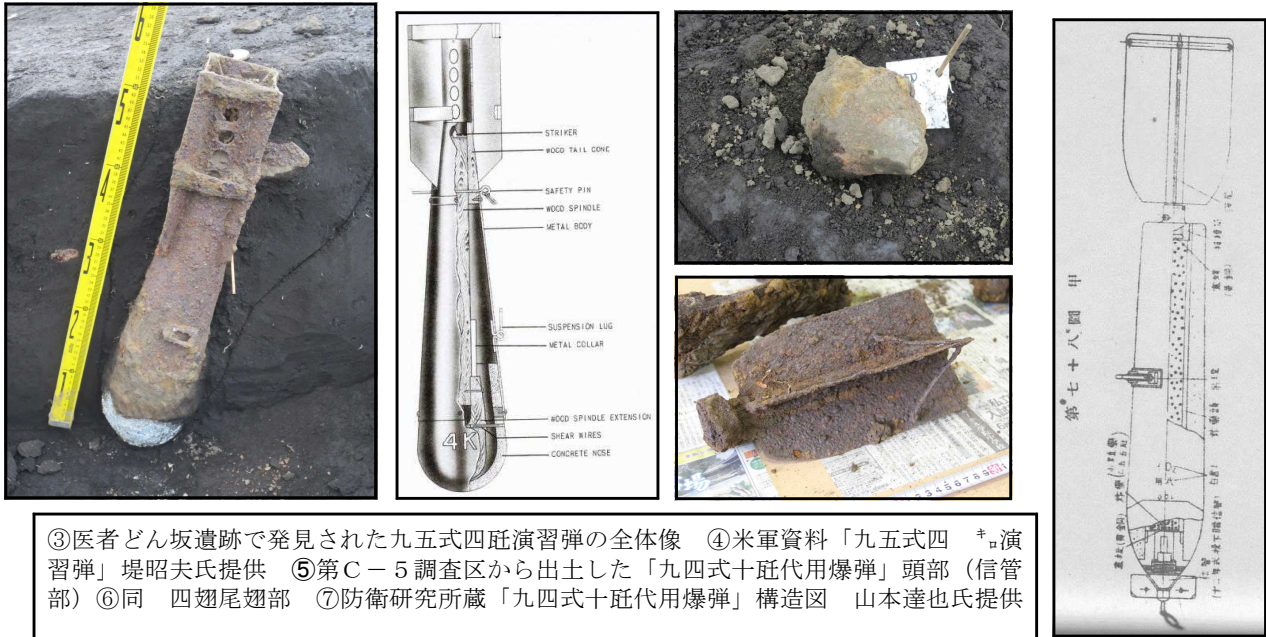 STRIKER
WOOD TAIL CONE
SAFETY PIN
WOOD SPINDLE
METAL BODY
SUSPENSION LUG
METAL COLLAR
WOOD SPINDLE EXTENSION
SHEAR WIRES
CONCRETE NOSE
4K
第七十八圖 甲
③医者どん坂遺跡で発見された九五式四瓩演習弾の全体像　④米軍資料「九五式四　㌔演
習弾」堤昭夫氏提供　⑤第C－5調査区から出土した「九四式十瓩代用爆弾」頭部（信管
部）⑥同　四翅尾翅部　⑦防衛研究所蔵「九四式十瓩代用爆弾」構造図　山本達也氏提供